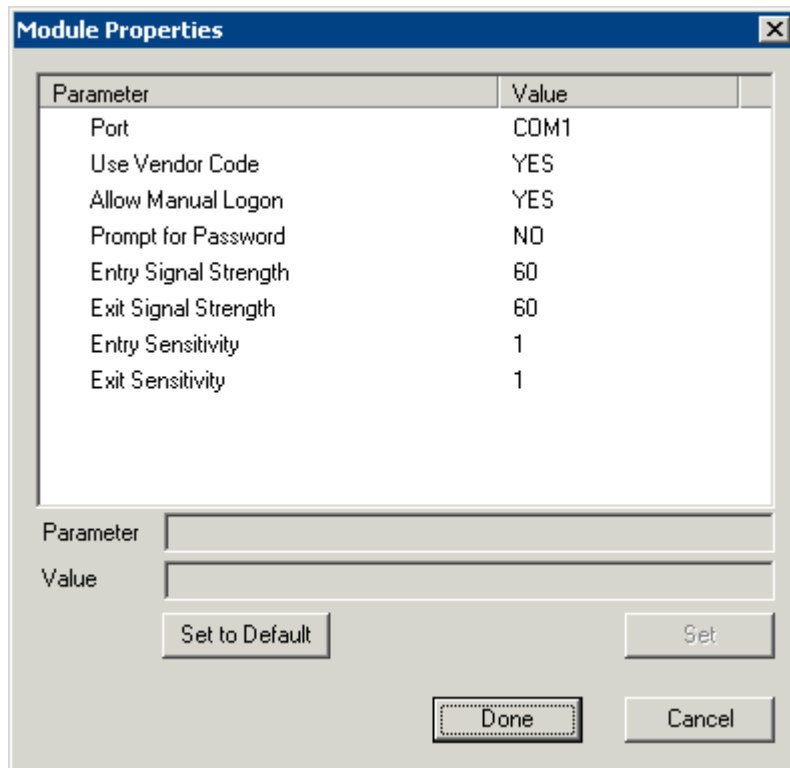 Module Properties
Parameter Value
Port COM1
Use Vendor Code YES
Allow Manual Logon YES
Prompt for Password NO
Entry Signal Strength 60
Exit Signal Strength 60
Entry Sensitivity 1
Exit Sensitivity 1
Parameter
Value
Set to Default Set
Done Cancel